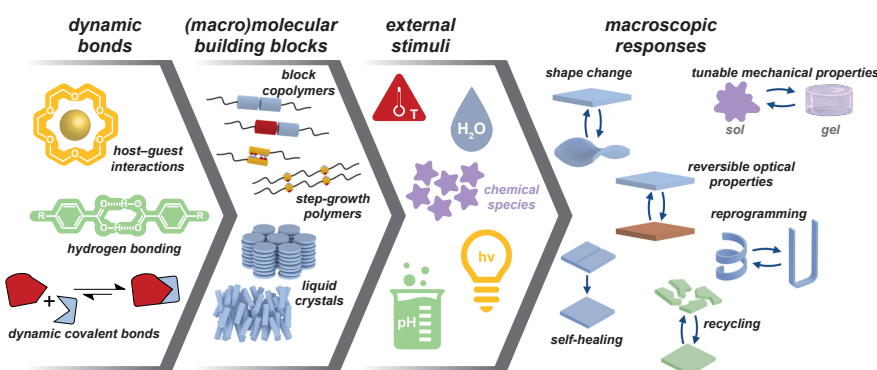 dynamic
bonds
(macro)molecular
building blocks
external
stimuli
macroscopic
responses
O
O
O
O
O
O
host–guest
interactions
R
O
H
O
O
H
O
R
hydrogen bonding
+
dynamic covalent bonds
block
copolymers
step-growth
polymers
liquid
crystals
T
H₂O
chemical
species
hν
pH
shape change
tunable mechanical properties
sol
gel
reversible optical
properties
reprogramming
self-healing
recycling